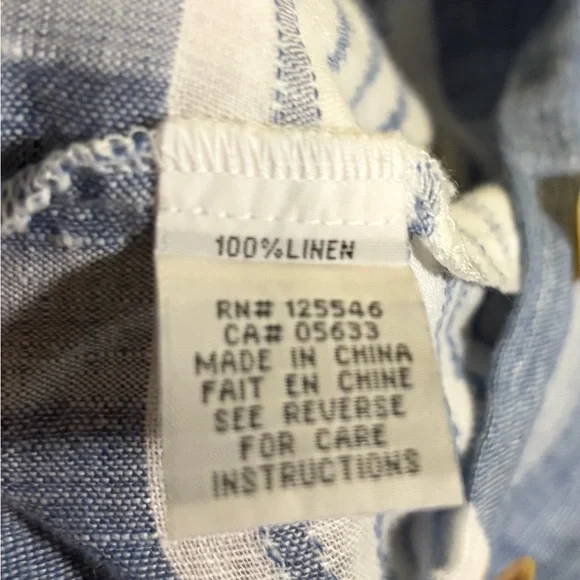 100%LINEN
RN# 125546
CA# 05633
MADE IN CHINA
FAIT EN CHINE
SEE REVERSE
FOR CARE
INSTRUCTIONS